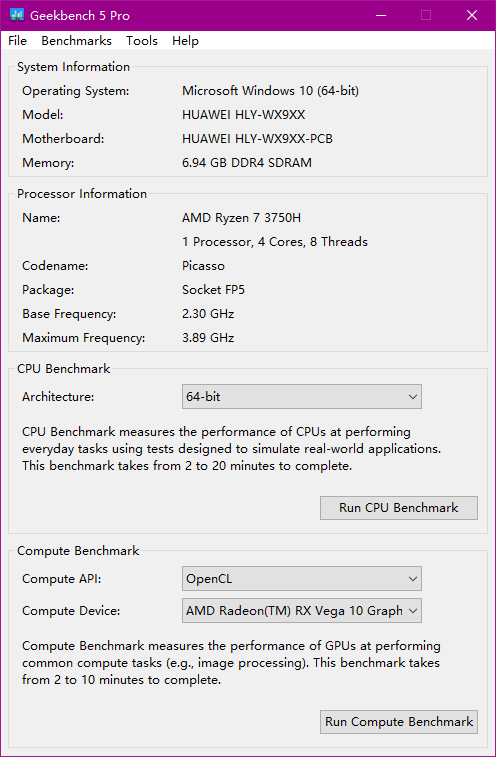 Geekbench 5 Pro
File Benchmarks Tools Help
System Information
Operating System: Microsoft Windows 10 (64-bit)
Model: HUAWEI HLY-WX9XX
Motherboard: HUAWEI HLY-WX9XX-PCB
Memory: 6.94 GB DDR4 SDRAM
Processor Information
Name: AMD Ryzen 7 3750H
1 Processor, 4 Cores, 8 Threads
Codename: Picasso
Package: Socket FP5
Base Frequency: 2.30 GHz
Maximum Frequency: 3.89 GHz
CPU Benchmark
Architecture: 64-bit
CPU Benchmark measures the performance of CPUs at performing
everyday tasks using tests designed to simulate real-world applications.
This benchmark takes from 2 to 20 minutes to complete.
Run CPU Benchmark
Compute Benchmark
Compute API: OpenCL
Compute Device: AMD Radeon(TM) RX Vega 10 Graph
Compute Benchmark measures the performance of GPUs at performing
common compute tasks (e.g., image processing). This benchmark takes
from 2 to 10 minutes to complete.
Run Compute Benchmark